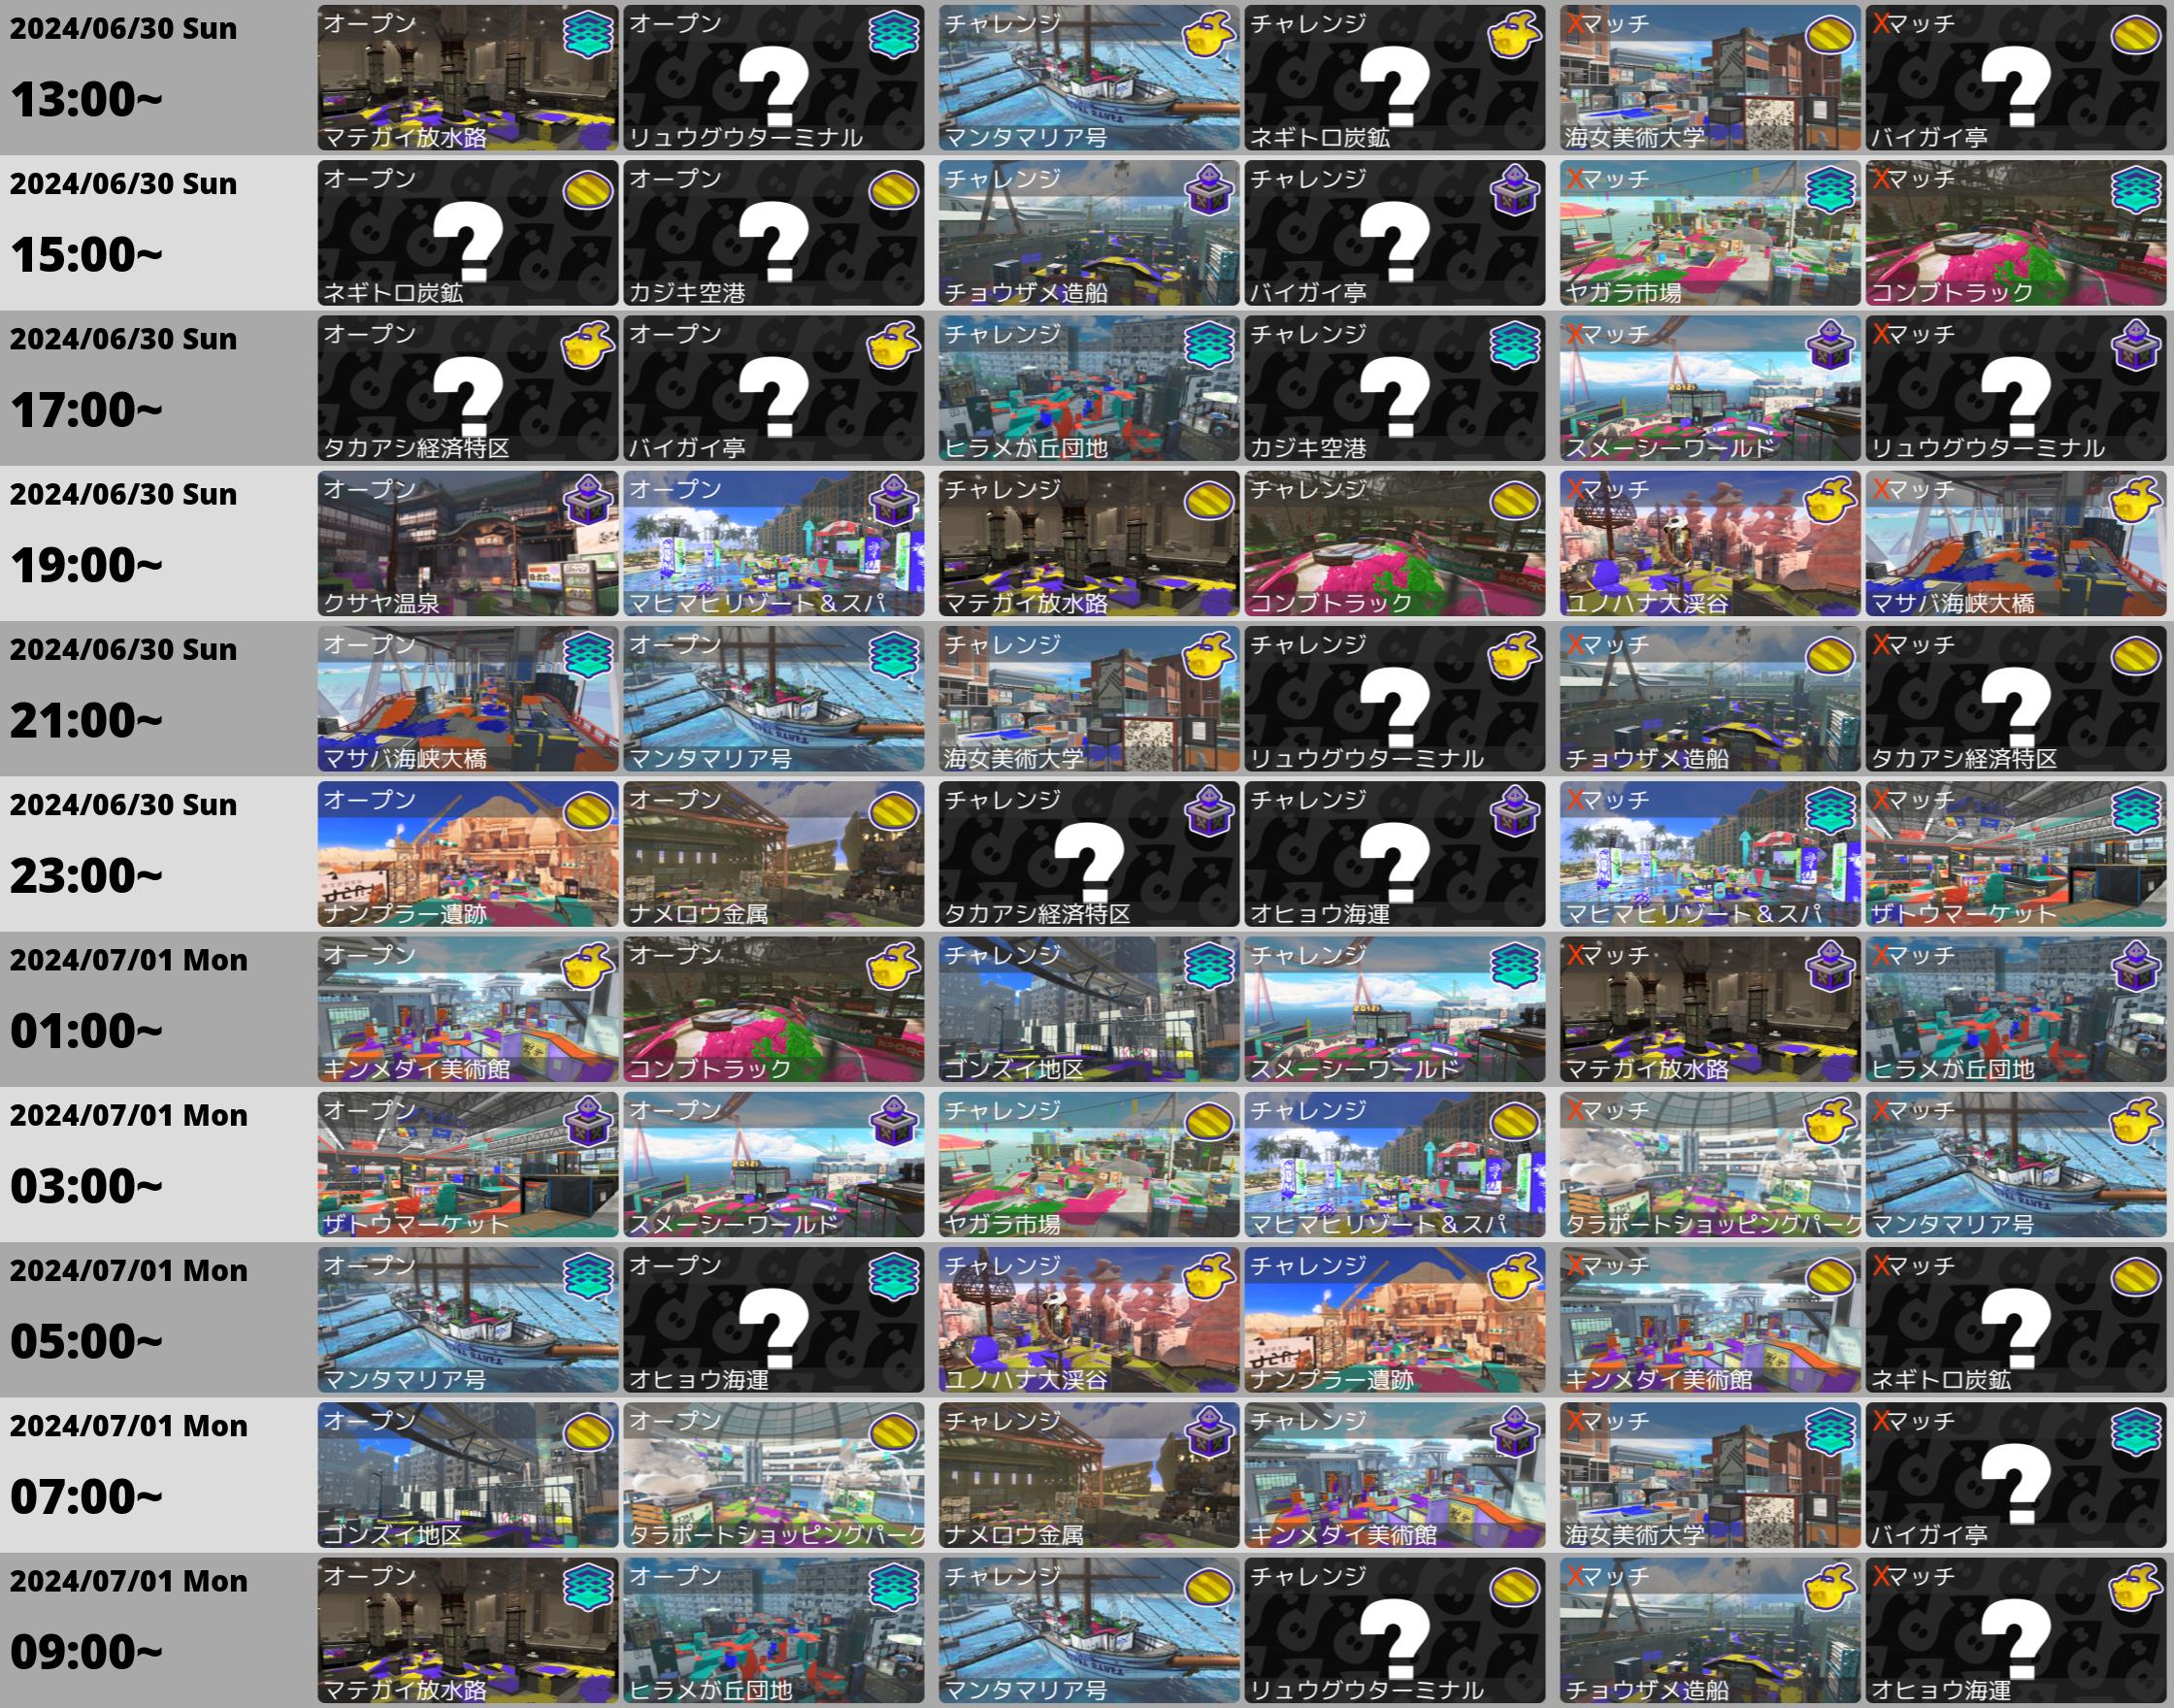 2024/06/30 Sun
13:00~
オープン
マテガイ放水路
オープン
リュウグウターミナル
チャレンジ
マンタマリア号
チャレンジ
ネギトロ炭鉱
Xマッチ
海女美術大学
Xマッチ
バイガイ亭
2024/06/30 Sun
15:00~
オープン
ネギトロ炭鉱
オープン
カジキ空港
チャレンジ
チョウザメ造船
チャレンジ
バイガイ亭
Xマッチ
ヤガラ市場
Xマッチ
コンブトラック
2024/06/30 Sun
17:00~
オープン
タカアシ経済特区
オープン
バイガイ亭
チャレンジ
ヒラメが丘団地
チャレンジ
カジキ空港
Xマッチ
スメーシーワールド
Xマッチ
リュウグウターミナル
2024/06/30 Sun
19:00~
オープン
クサヤ温泉
オープン
マヒマヒリゾート&スパ
チャレンジ
マテガイ放水路
チャレンジ
コンブトラック
Xマッチ
ユノハナ大渓谷
Xマッチ
マサバ海峡大橋
2024/06/30 Sun
21:00~
オープン
マサバ海峡大橋
オープン
マンタマリア号
チャレンジ
海女美術大学
チャレンジ
リュウグウターミナル
Xマッチ
チョウザメ造船
Xマッチ
タカアシ経済特区
2024/06/30 Sun
23:00~
オープン
ナンプラー遺跡
オープン
ナメロウ金属
チャレンジ
タカアシ経済特区
チャレンジ
オヒョウ海運
Xマッチ
マヒマヒリゾート&スパ
Xマッチ
ザトウマーケット
2024/07/01 Mon
01:00~
オープン
キンメダイ美術館
オープン
コンブトラック
チャレンジ
ゴンズイ地区
チャレンジ
スメーシーワールド
Xマッチ
マテガイ放水路
Xマッチ
ヒラメが丘団地
2024/07/01 Mon
03:00~
オープン
ザトウマーケット
オープン
スメーシーワールド
チャレンジ
ヤガラ市場
チャレンジ
マヒマヒリゾート&スパ
Xマッチ
タラポートショッピングパーク
Xマッチ
マンタマリア号
2024/07/01 Mon
05:00~
オープン
マンタマリア号
オープン
オヒョウ海運
チャレンジ
ユノハナ大渓谷
チャレンジ
ナンプラー遺跡
Xマッチ
キンメダイ美術館
Xマッチ
ネギトロ炭鉱
2024/07/01 Mon
07:00~
オープン
ゴンズイ地区
オープン
タラポートショッピングパーク
チャレンジ
ナメロウ金属
チャレンジ
キンメダイ美術館
Xマッチ
海女美術大学
Xマッチ
バイガイ亭
2024/07/01 Mon
09:00~
オープン
マテガイ放水路
オープン
ヒラメが丘団地
チャレンジ
マンタマリア号
チャレンジ
リュウグウターミナル
Xマッチ
チョウザメ造船
Xマッチ
オヒョウ海運